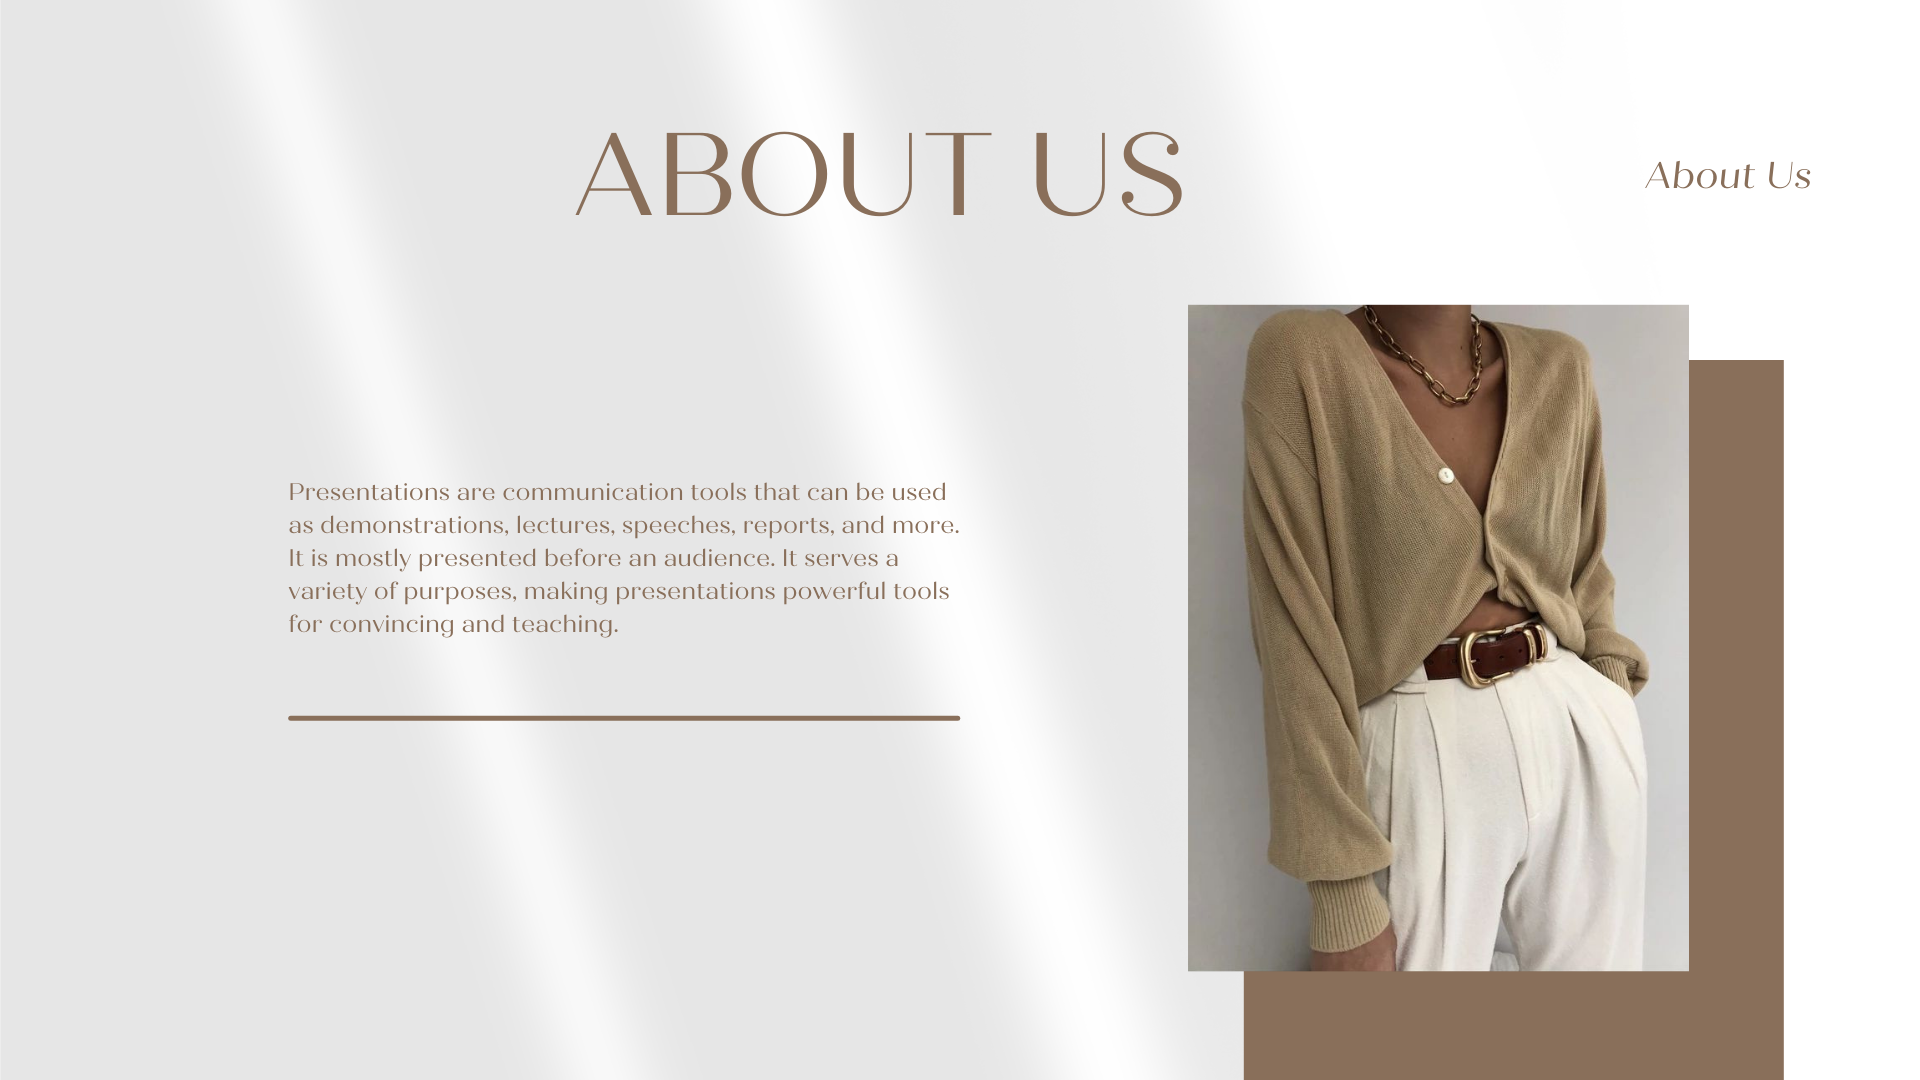 ABOUT US
About Us
Presentations are communication tools that can be used
as demonstrations, lectures, speeches, reports, and more.
It is mostly presented before an audience. It serves a
variety of purposes, making presentations powerful tools
for convincing and teaching.